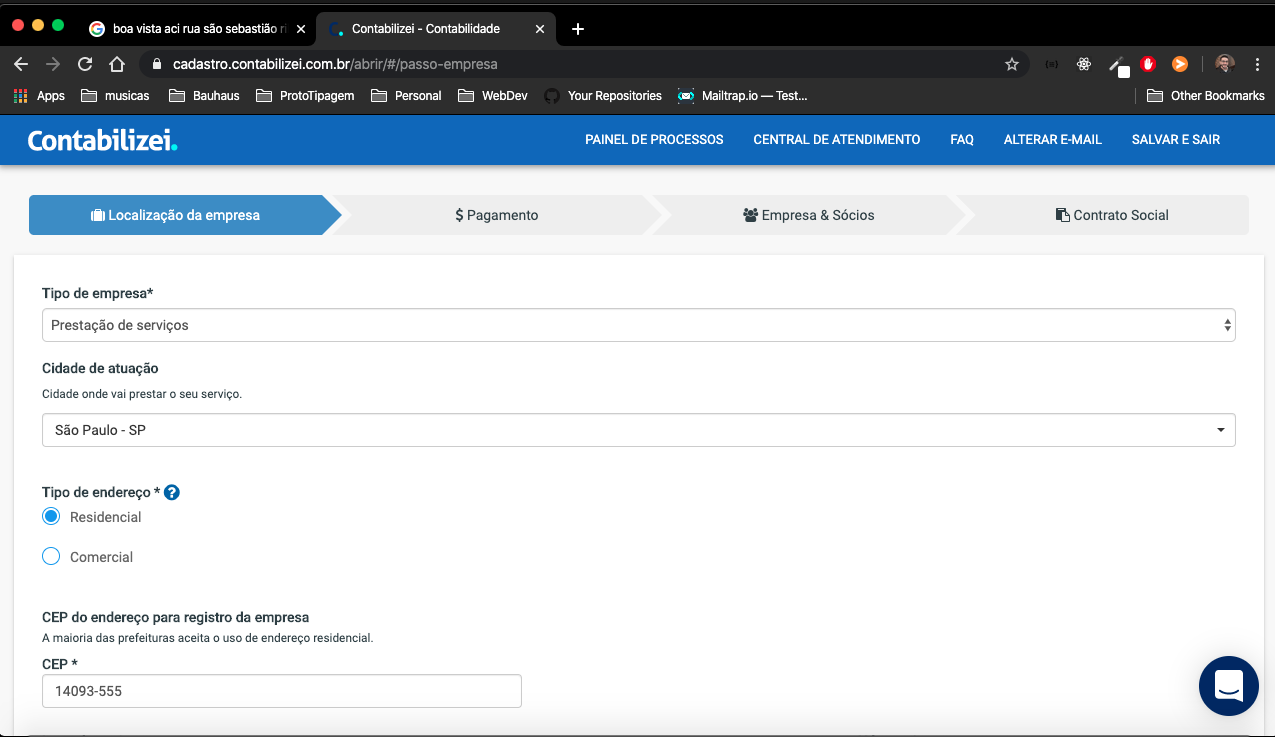 boa vista aci rua são sebastião ri
Contabilizei - Contabilidade
cadastro.contabilizei.com.br/abrir/#/passo-empresa
Apps musicas Bauhaus ProtoTipagem Personal WebDev Your Repositories Mailtrap.io — Test... Other Bookmarks
Contabilizei.
PAINEL DE PROCESSOS CENTRAL DE ATENDIMENTO FAQ ALTERAR E-MAIL SALVAR E SAIR
Localização da empresa $ Pagamento Empresa & Sócios Contrato Social
Tipo de empresa*
Prestação de serviços
Cidade de atuação
Cidade onde vai prestar o seu serviço.
São Paulo - SP
Tipo de endereço * ?
Residencial
Comercial
CEP do endereço para registro da empresa
A maioria das prefeituras aceita o uso de endereço residencial.
CEP *
14093-555